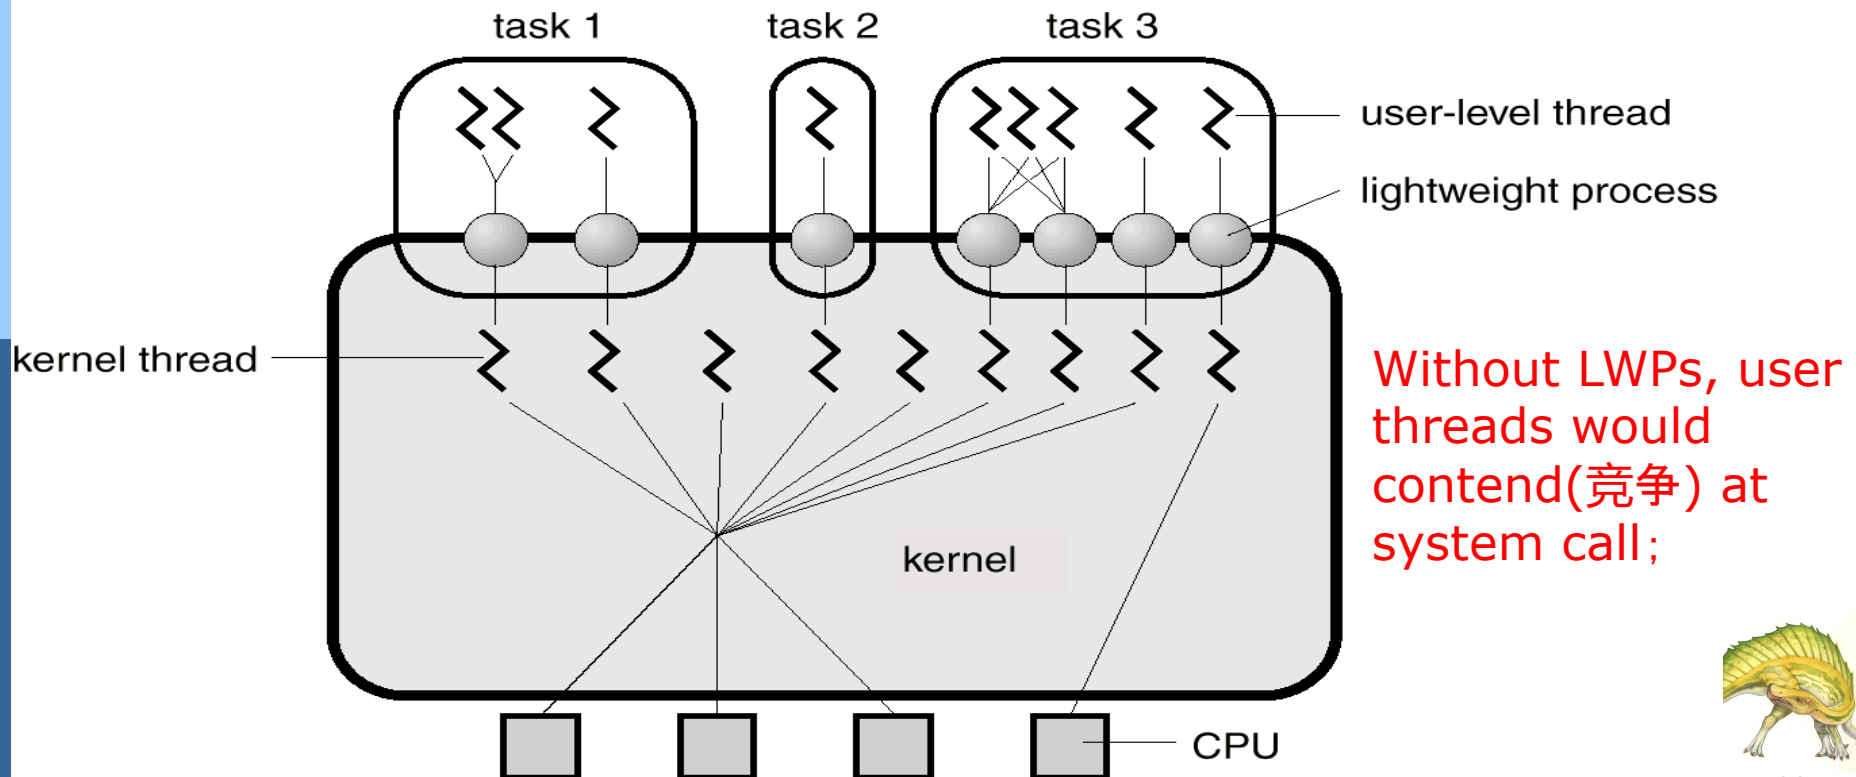 task 1
task 2
task 3
user-level thread
lightweight process
kernel thread
Without LWPs, user
threads would
contend(竞争) at
system call；
kernel
CPU